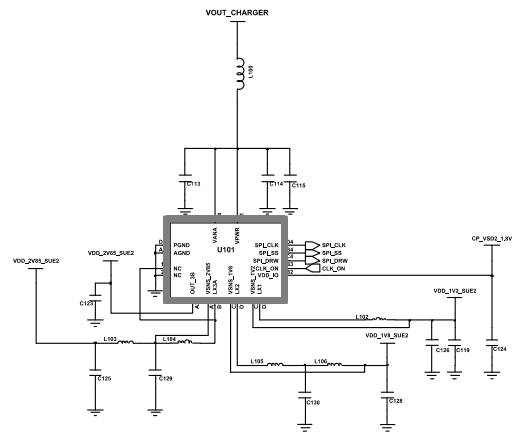 VOUT_CHARGER
L100
C113
C114
C115
VANA
VPWR
U101
PGND
AGND
NC
NC
SPI_CLK
SPI_SS
SPI_DRW
CLK_ON
VDD_IO
OUT_3B
VSNS_2V85
LX3A
VSNS_1V8
LX2
VSNS_1V2
LX1
SPI_CLK
SPI_SS
SPI_DRW
CLK_ON
CP_VSD2_1,8V
VDD_2V85_SUE2
VDD_2V65_SUE2
C123
VDD_1V2_SUE2
L102
VDD_1V8_SUE2
L103
L104
C126
C119
C124
L105
L106
C125
C129
C130
C128